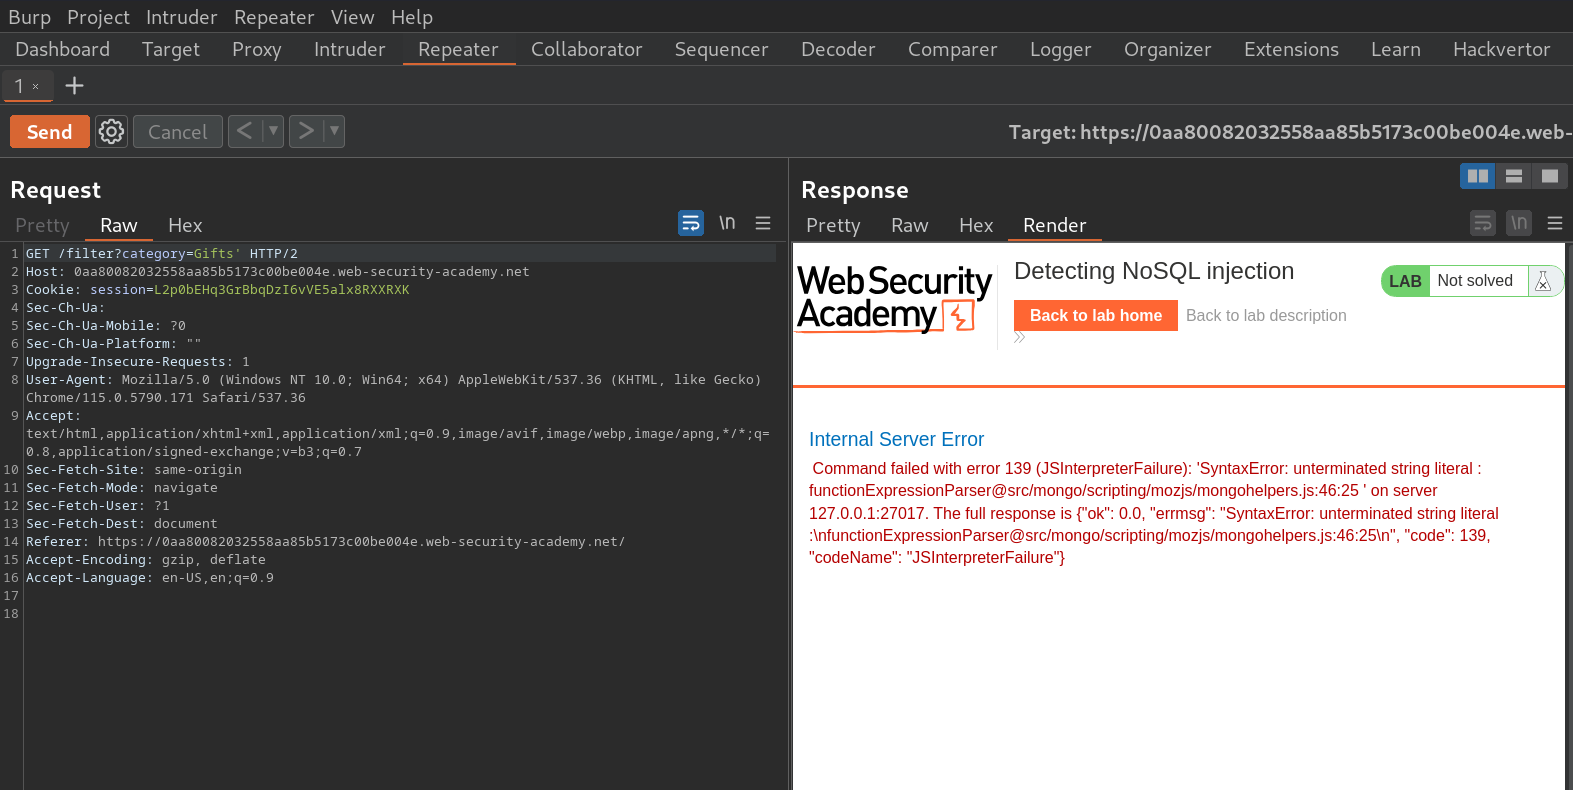 Burp Project Intruder Repeater View Help
Dashboard Target Proxy Intruder Repeater Collaborator Sequencer Decoder Comparer Logger Organizer Extensions Learn Hackvertor
1 × +
Send Cancel < ▼ > ▼ Target: https://0aa80082032558aa85b5173c00be004e.web-
Request
Pretty Raw Hex \n
1 GET /filter?category=Gifts' HTTP/2
2 Host: 0aa80082032558aa85b5173c00be004e.web-security-academy.net
3 Cookie: session=L2p0bEHq3GrBbqDzI6vVE5alx8RXXRXK
4 Sec-Ch-Ua:
5 Sec-Ch-Ua-Mobile: ?0
6 Sec-Ch-Ua-Platform: ""
7 Upgrade-Insecure-Requests: 1
8 User-Agent: Mozilla/5.0 (Windows NT 10.0; Win64; x64) AppleWebKit/537.36 (KHTML, like Gecko)
Chrome/115.0.5790.171 Safari/537.36
9 Accept:
text/html,application/xhtml+xml,application/xml;q=0.9,image/avif,image/webp,image/apng,*/*;q=
0.8,application/signed-exchange;v=b3;q=0.7
10 Sec-Fetch-Site: same-origin
11 Sec-Fetch-Mode: navigate
12 Sec-Fetch-User: ?1
13 Sec-Fetch-Dest: document
14 Referer: https://0aa80082032558aa85b5173c00be004e.web-security-academy.net/
15 Accept-Encoding: gzip, deflate
16 Accept-Language: en-US,en;q=0.9
17
18
Response
Pretty Raw Hex Render \n
Web Security
Academy
Detecting NoSQL injection
LAB Not solved
Back to lab home Back to lab description
Internal Server Error
Command failed with error 139 (JSInterpreterFailure): 'SyntaxError: unterminated string literal :
functionExpressionParser@src/mongo/scripting/mozjs/mongohelpers.js:46:25 ' on server
127.0.0.1:27017. The full response is {"ok": 0.0, "errmsg": "SyntaxError: unterminated string literal
:\nfunctionExpressionParser@src/mongo/scripting/mozjs/mongohelpers.js:46:25\n", "code": 139,
"codeName": "JSInterpreterFailure"}